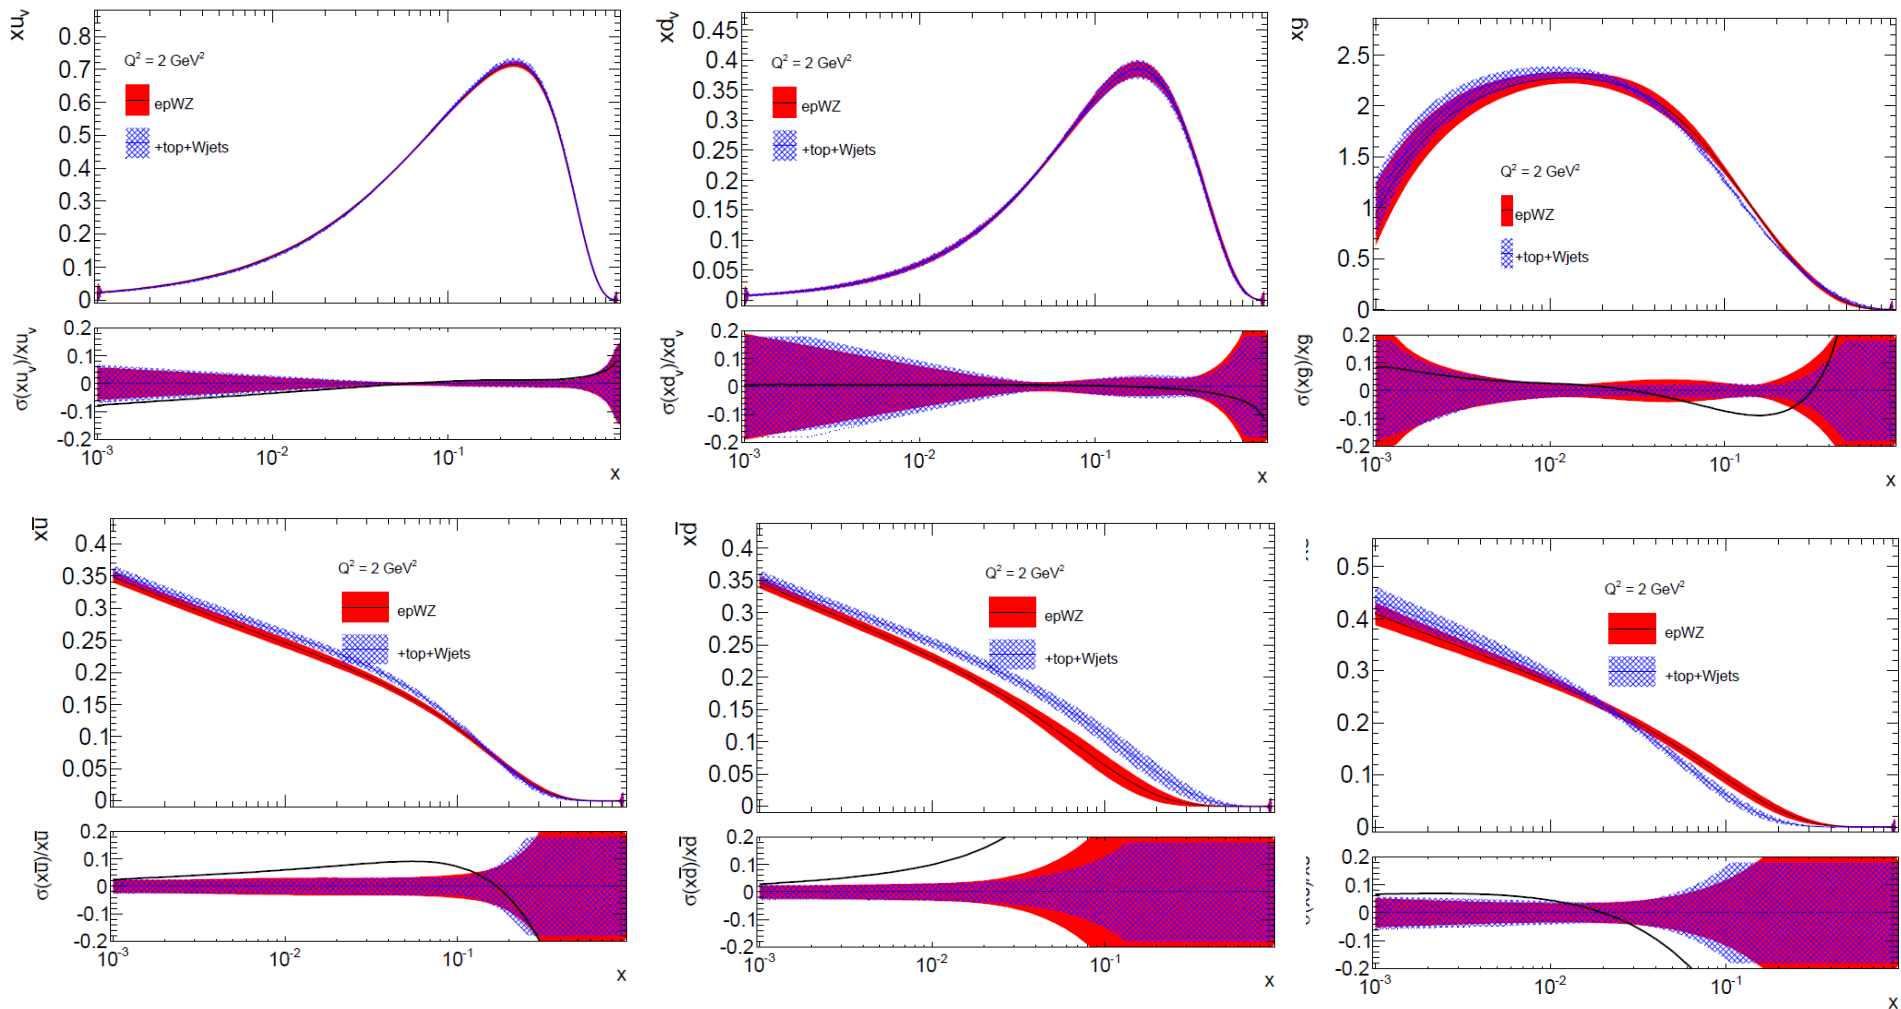 xu_v
0.8
0.7
0.6
0.5
0.4
0.3
0.2
0.1
0
Q² = 2 GeV²
epWZ
+top+Wjets
σ(xu_v)/xu_v
0.2
0.1
0
-0.1
-0.2
10⁻³ 10⁻² 10⁻¹
x
xd_v
0.45
0.4
0.35
0.3
0.25
0.2
0.15
0.1
0.05
0
Q² = 2 GeV²
epWZ
+top+Wjets
σ(xd_v)/xd_v
0.2
0.1
0
-0.1
-0.2
10⁻³ 10⁻² 10⁻¹
x
xg
2.5
2
1.5
1
0.5
0
Q² = 2 GeV²
epWZ
+top+Wjets
σ(xg)/xg
0.2
0.1
0
-0.1
-0.2
10⁻³ 10⁻² 10⁻¹
x
xu̅
0.4
0.35
0.3
0.25
0.2
0.15
0.1
0.05
0
Q² = 2 GeV²
epWZ
+top+Wjets
σ(xu̅)/xu̅
0.2
0.1
0
-0.1
-0.2
10⁻³ 10⁻² 10⁻¹
x
xd̅
0.4
0.35
0.3
0.25
0.2
0.15
0.1
0.05
0
Q² = 2 GeV²
epWZ
+top+Wjets
σ(xd̅)/xd̅
0.2
0.1
0
-0.1
-0.2
10⁻³ 10⁻² 10⁻¹
x
0.5
0.4
0.3
0.2
0.1
0
Q² = 2 GeV²
epWZ
+top+Wjets
0.2
0.1
0
-0.1
-0.2
10⁻³ 10⁻² 10⁻¹
x